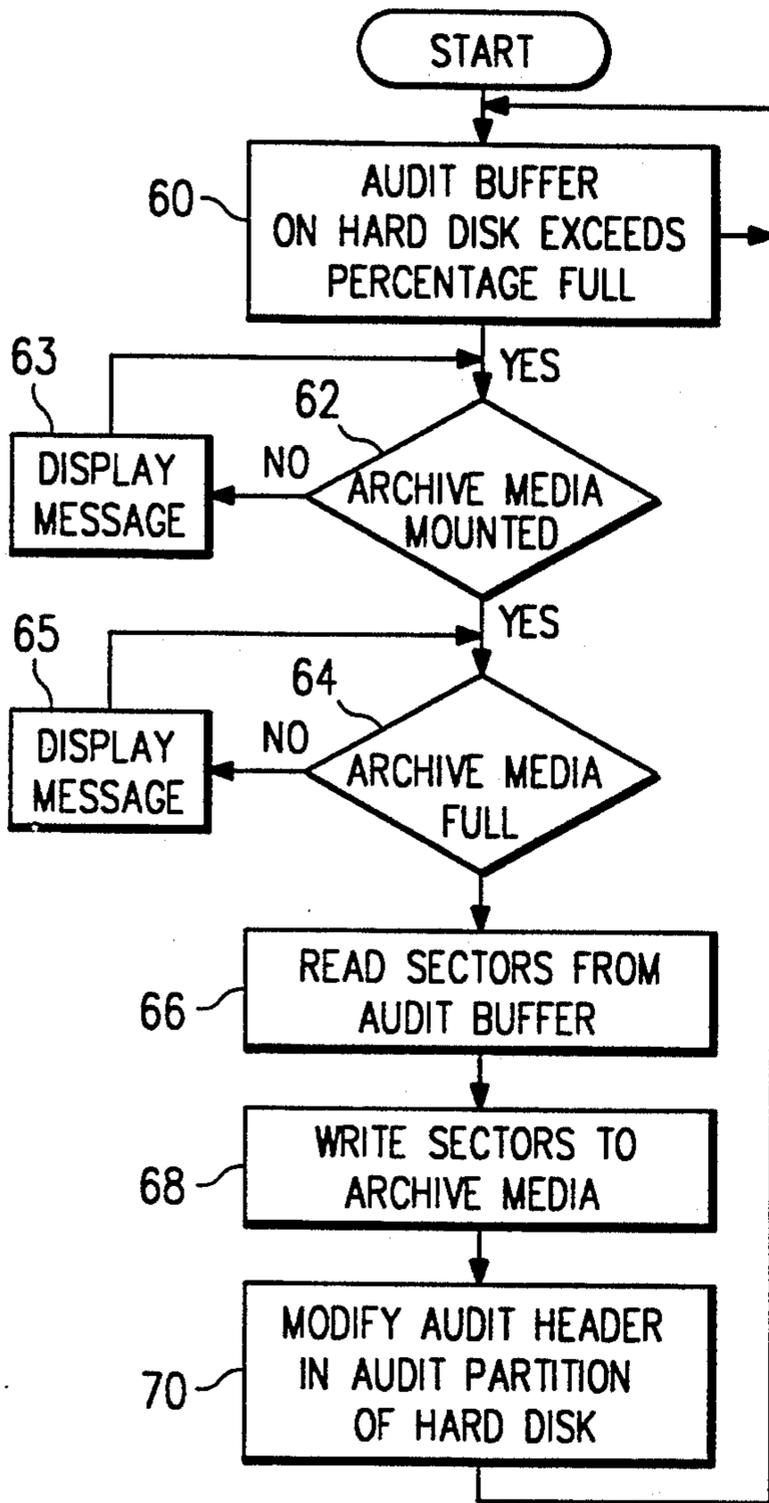 START
60
AUDIT BUFFER
ON HARD DISK EXCEEDS
PERCENTAGE FULL
YES
63
DISPLAY
MESSAGE
NO
62
ARCHIVE MEDIA
MOUNTED
YES
65
DISPLAY
MESSAGE
NO
64
ARCHIVE MEDIA
FULL
66
READ SECTORS FROM
AUDIT BUFFER
68
WRITE SECTORS TO
ARCHIVE MEDIA
70
MODIFY AUDIT HEADER
IN AUDIT PARTITION
OF HARD DISK